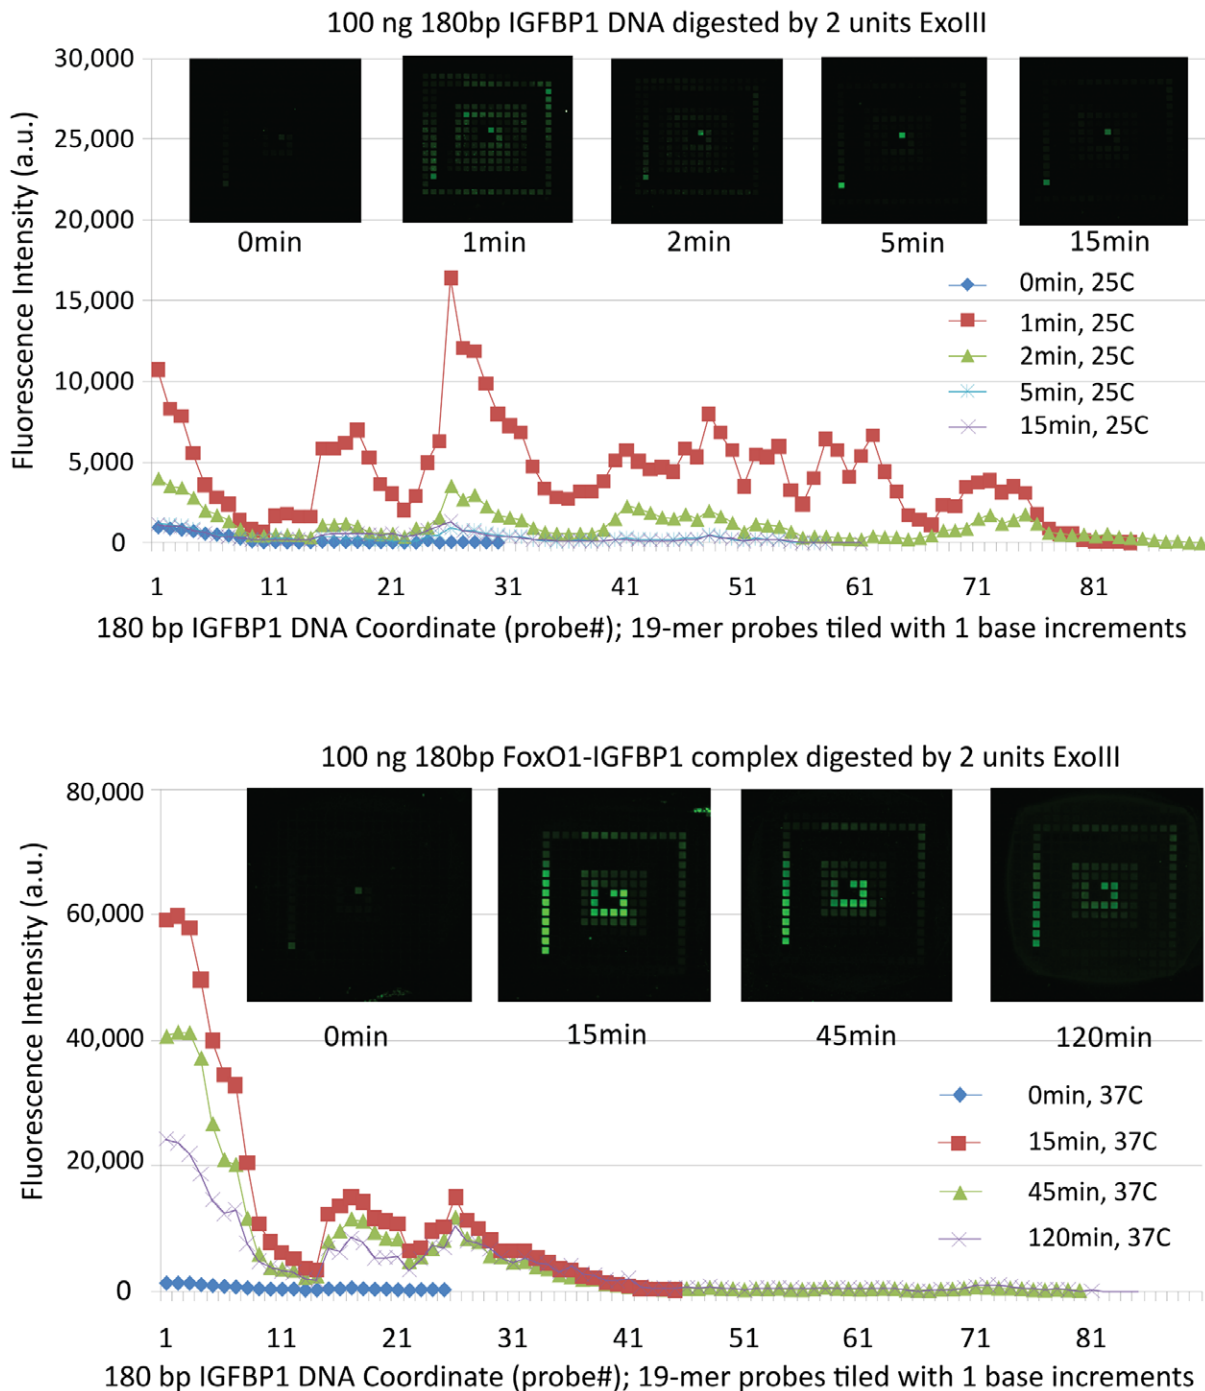 100 ng 180bp IGFBP1 DNA digested by 2 units ExoIII
Fluorescence Intensity (a.u.)
30,000
25,000
20,000
15,000
10,000
5,000
0
0min
1min
2min
5min
15min
0min, 25C
1min, 25C
2min, 25C
5min, 25C
15min, 25C
1 11 21 31 41 51 61 71 81
180 bp IGFBP1 DNA Coordinate (probe#); 19-mer probes tiled with 1 base increments
100 ng 180bp FoxO1-IGFBP1 complex digested by 2 units ExoIII
Fluorescence Intensity (a.u.)
80,000
60,000
40,000
20,000
0
0min
15min
45min
120min
0min, 37C
15min, 37C
45min, 37C
120min, 37C
1 11 21 31 41 51 61 71 81
180 bp IGFBP1 DNA Coordinate (probe#); 19-mer probes tiled with 1 base increments